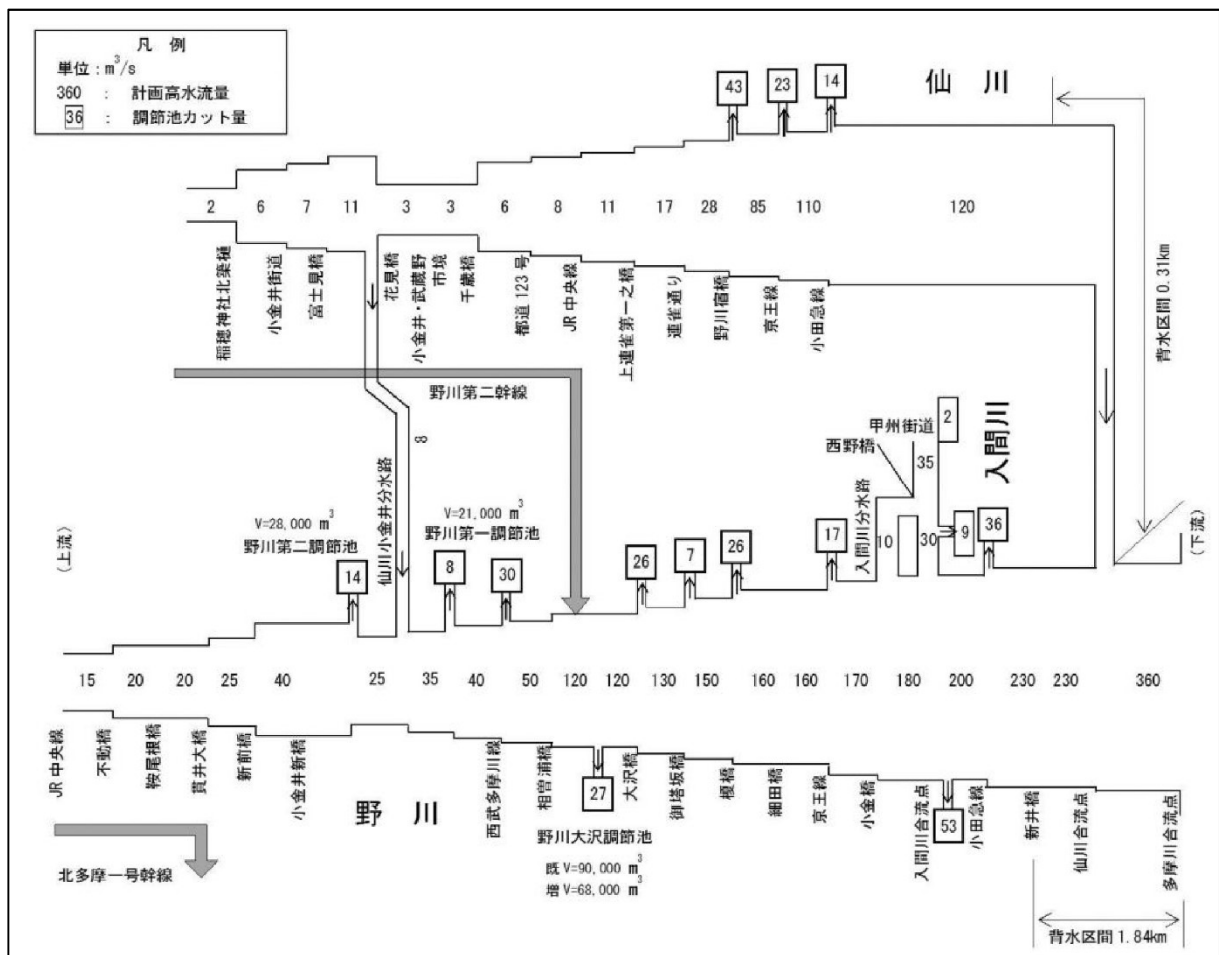 凡 例
単位：m³/s
360 ： 計画高水流量
36 ： 調節池カット量
43
23
14
仙 川
2
6
7
11
3
3
6
8
11
17
28
85
110
120
稲穂神社北築樋
小金井街道
富士見橋
花見橋
小金井・武蔵野
市境
千歳橋
都道123号
JR中央線
上連雀第一之橋
連雀通り
野川宿橋
京王線
小田急線
背水区間0.31km
野川第二幹線
8
仙川小金井分水路
甲州街道
西野橋
2
35
入間川
入間川分水路
10
30
9
36
(上流)
(下流)
V=28,000 m³
野川第二調節池
14
V=21,000 m³
野川第一調節池
8
30
26
7
26
17
15
20
20
25
40
25
35
40
50
120
120
130
150
160
160
170
180
200
230
230
360
JR中央線
不動橋
鞍尾根橋
貫井大橋
新前橋
小金井新橋
野 川
西武多摩川線
相曽浦橋
27
大沢橋
御塔坂橋
榎橋
細田橋
京王線
小金橋
入間川合流点
53
小田急線
新井橋
仙川合流点
多摩川合流点
野川大沢調節池
既 V=90,000 m³
増 V=68,000 m³
北多摩一号幹線
背水区間1.84km